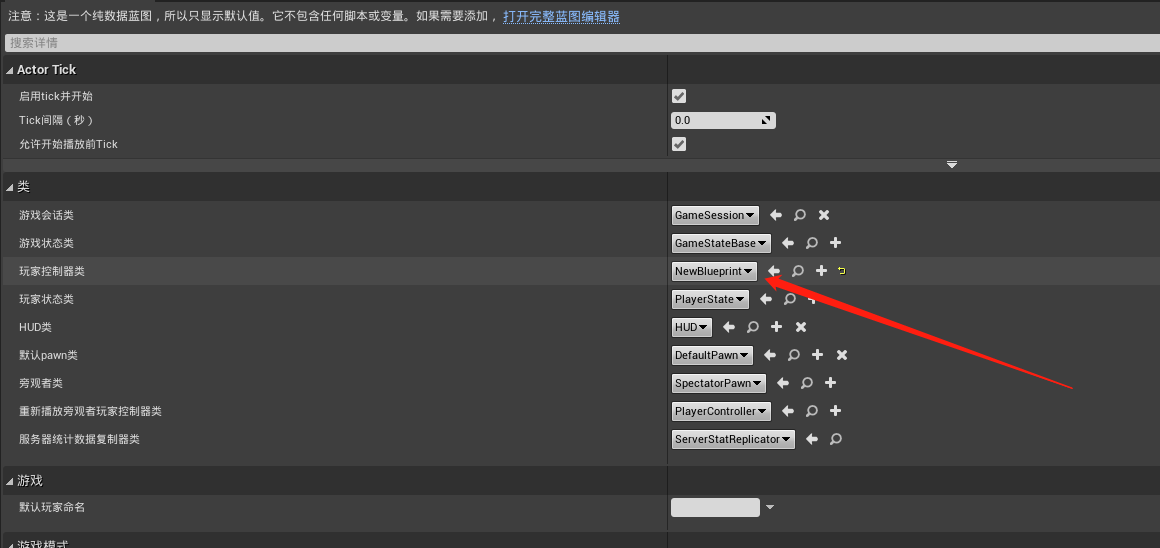 注意：这是一个纯数据蓝图，所以只显示默认值。它不包含任何脚本或变量。如果需要添加， 打开完整蓝图编辑器
搜索详情
Actor Tick
启用tick并开始
Tick间隔（秒） 0.0
允许开始播放前Tick
类
游戏会话类 GameSession
游戏状态类 GameStateBase
玩家控制器类 NewBlueprint
玩家状态类 PlayerState
HUD类 HUD
默认pawn类 DefaultPawn
旁观者类 SpectatorPawn
重新播放旁观者玩家控制器类 PlayerController
服务器统计数据复制器类 ServerStatReplicator
游戏
默认玩家命名
游戏模式